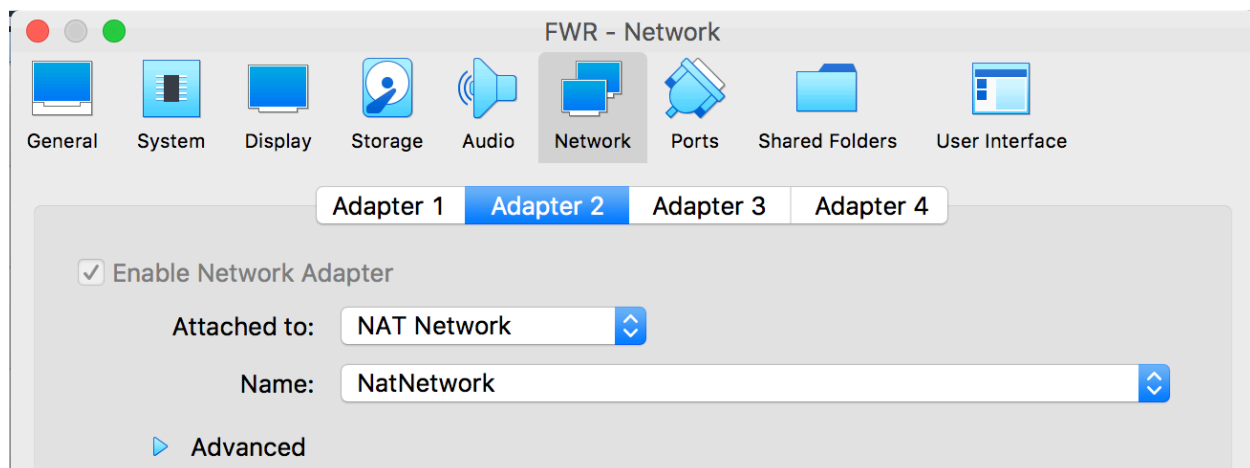 FWR - Network
General System Display Storage Audio Network Ports Shared Folders User Interface
Adapter 1 Adapter 2 Adapter 3 Adapter 4
Enable Network Adapter
Attached to: NAT Network
Name: NatNetwork
Advanced